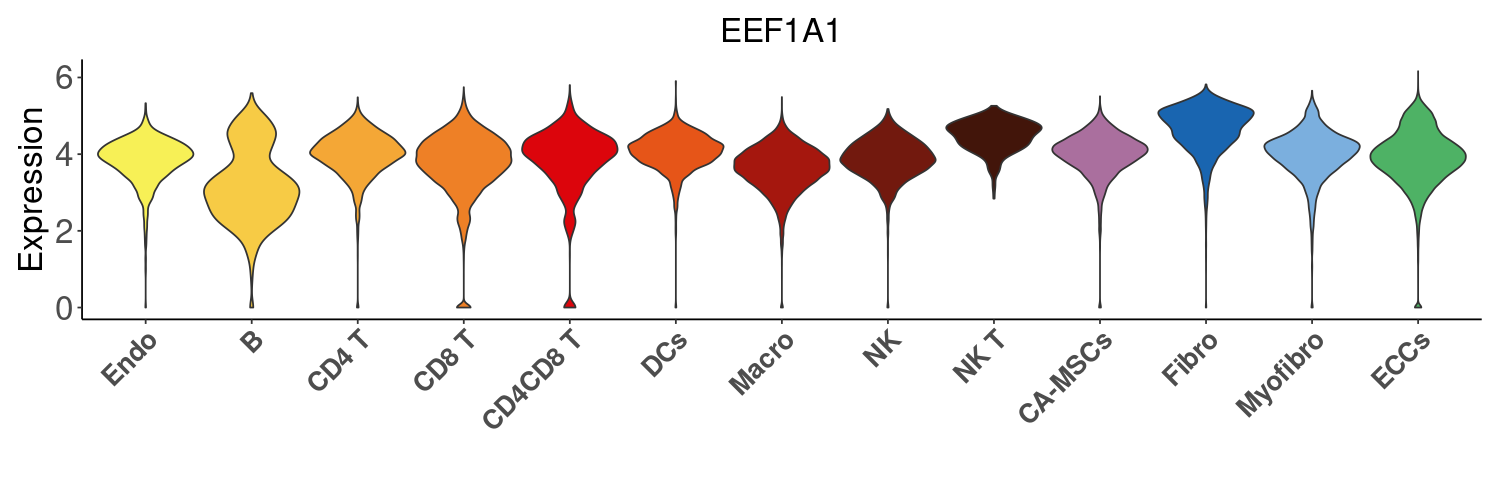 EEF1A1
Expression
6
4
2
0
Endo
B
CD4 T
CD8 T
CD4CD8 T
DCs
Macro
NK
NK T
CA-MSCs
Fibro
Myofibro
ECCs